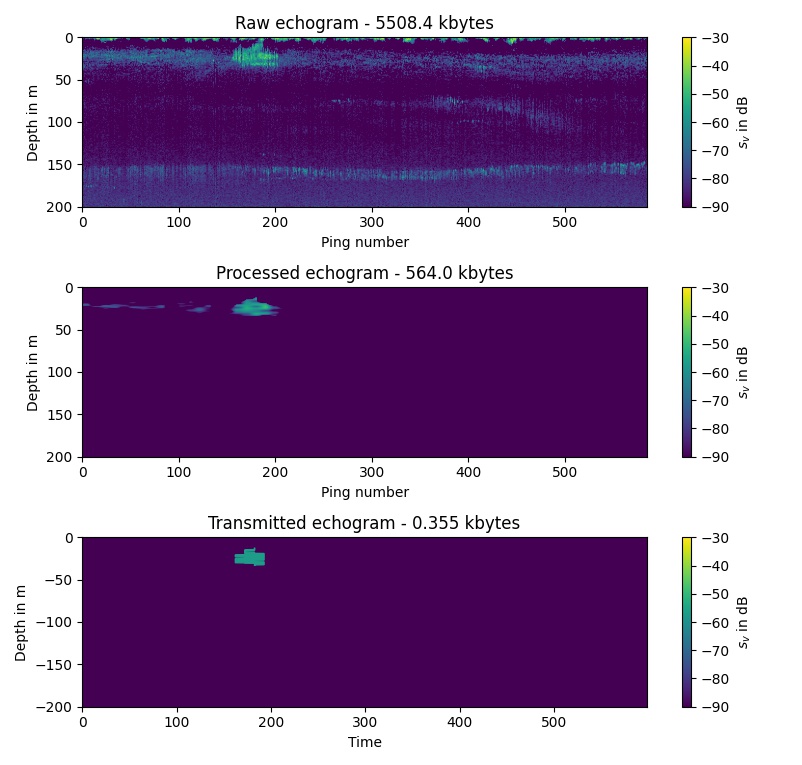 Raw echogram - 5508.4 kbytes
Depth in m
0
50
100
150
200
0 100 200 300 400 500
Ping number
−30
−40
−50
−60
−70
−80
−90
sv in dB
Processed echogram - 564.0 kbytes
Depth in m
0
50
100
150
200
0 100 200 300 400 500
Ping number
−30
−40
−50
−60
−70
−80
−90
sv in dB
Transmitted echogram - 0.355 kbytes
Depth in m
0
−50
−100
−150
−200
0 100 200 300 400 500
Time
−30
−40
−50
−60
−70
−80
−90
sv in dB